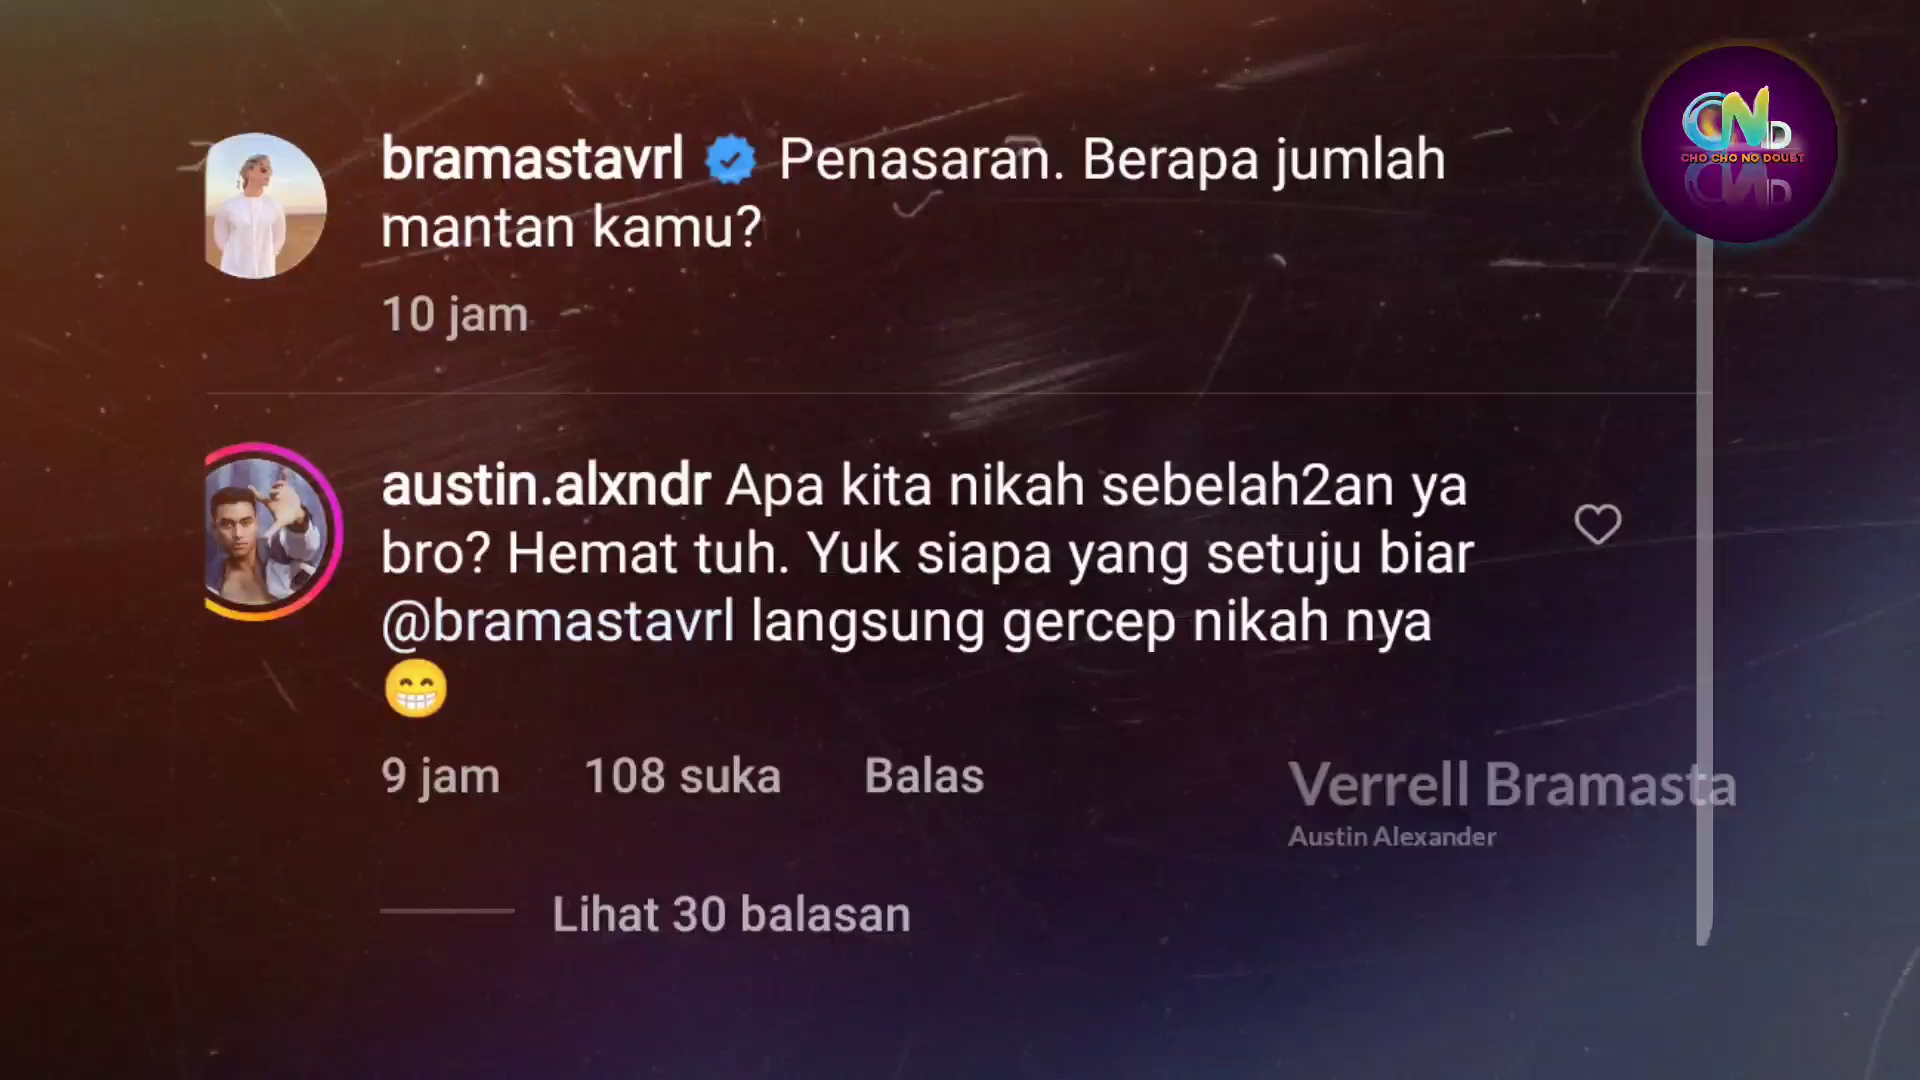 bramastavrl Penasaran. Berapa jumlah
mantan kamu?
10 jam
austin.alxndr Apa kita nikah sebelah2an ya
bro? Hemat tuh. Yuk siapa yang setuju biar
@bramastavrl langsung gercep nikah nya
😁
9 jam 108 suka Balas
Lihat 30 balasan
Verrell Bramasta
Austin Alexander
CND
CHO CHO NO DOUBT